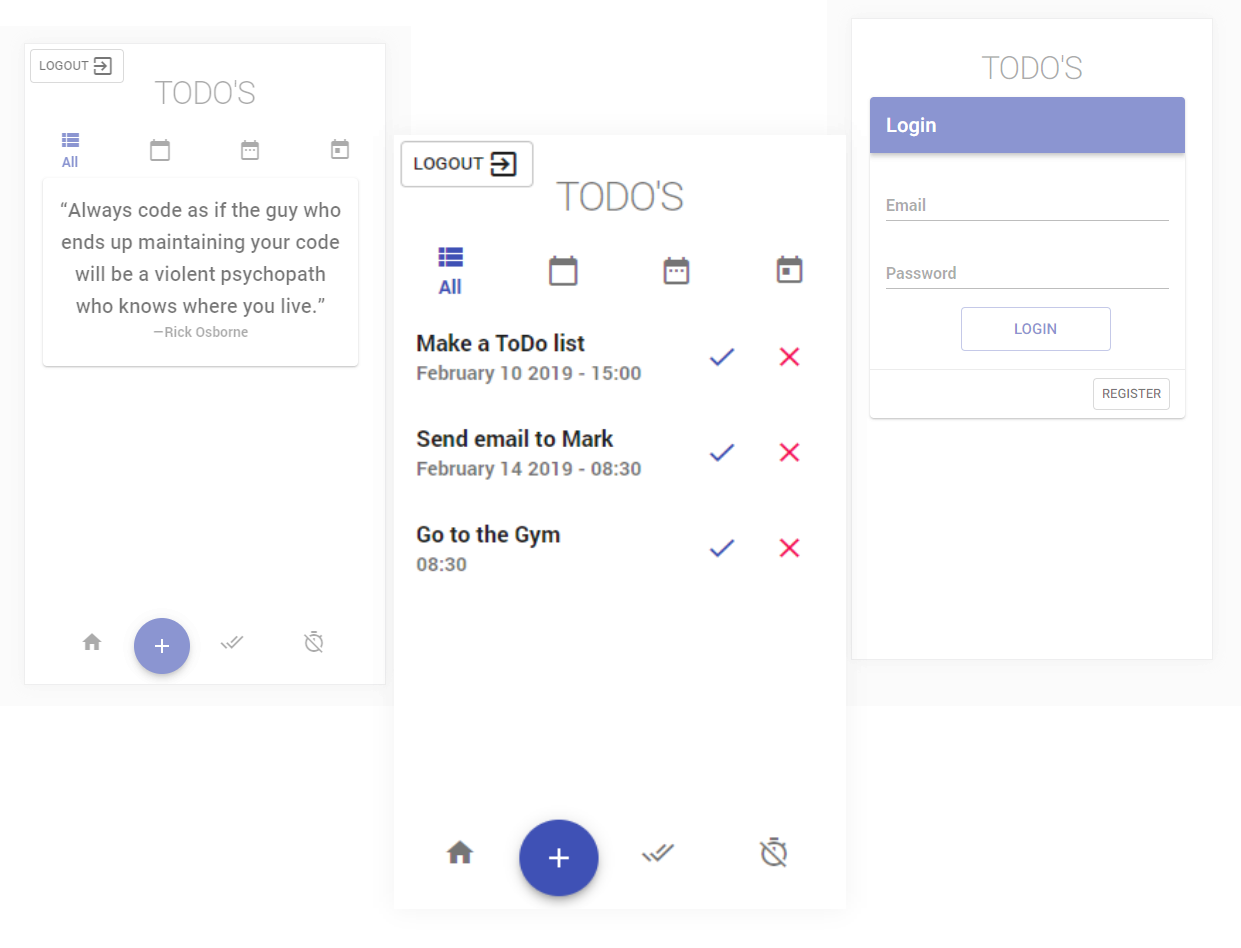 LOGOUT
TODO'S
All
“Always code as if the guy who
ends up maintaining your code
will be a violent psychopath
who knows where you live.”
—Rick Osborne
LOGOUT
TODO'S
All
Make a ToDo list
February 10 2019 - 15:00
Send email to Mark
February 14 2019 - 08:30
Go to the Gym
08:30
TODO'S
Login
Email
Password
LOGIN
REGISTER